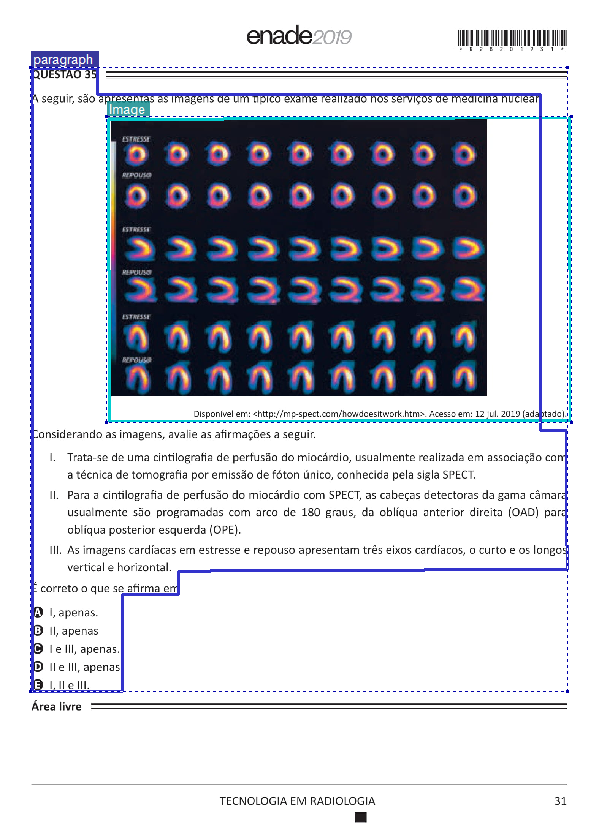 enade2019
*R2920197314*
paragraph
QUESTÃO 35
A seguir, são apresentas as imagens de um típico exame realizado nos serviços de medicina nuclear.
Image
ESTRESSE
REPOUSO
ESTRESSE
REPOUSO
ESTRESSE
REPOUSO
Disponível em: <http://mp-spect.com/howdoesitwork.htm>. Acesso em: 12 jul. 2019 (adaptado).
Considerando as imagens, avalie as afirmações a seguir.
I. Trata-se de uma cintilografia de perfusão do miocárdio, usualmente realizada em associação com
a técnica de tomografia por emissão de fóton único, conhecida pela sigla SPECT.
II. Para a cintilografia de perfusão do miocárdio com SPECT, as cabeças detectoras da gama câmara
usualmente são programadas com arco de 180 graus, da oblíqua anterior direita (OAD) para
oblíqua posterior esquerda (OPE).
III. As imagens cardíacas em estresse e repouso apresentam três eixos cardíacos, o curto e os longos
vertical e horizontal.
É correto o que se afirma em
A I, apenas.
B II, apenas
C I e III, apenas.
D II e III, apenas
E I, II e III.
Área livre
TECNOLOGIA EM RADIOLOGIA
31